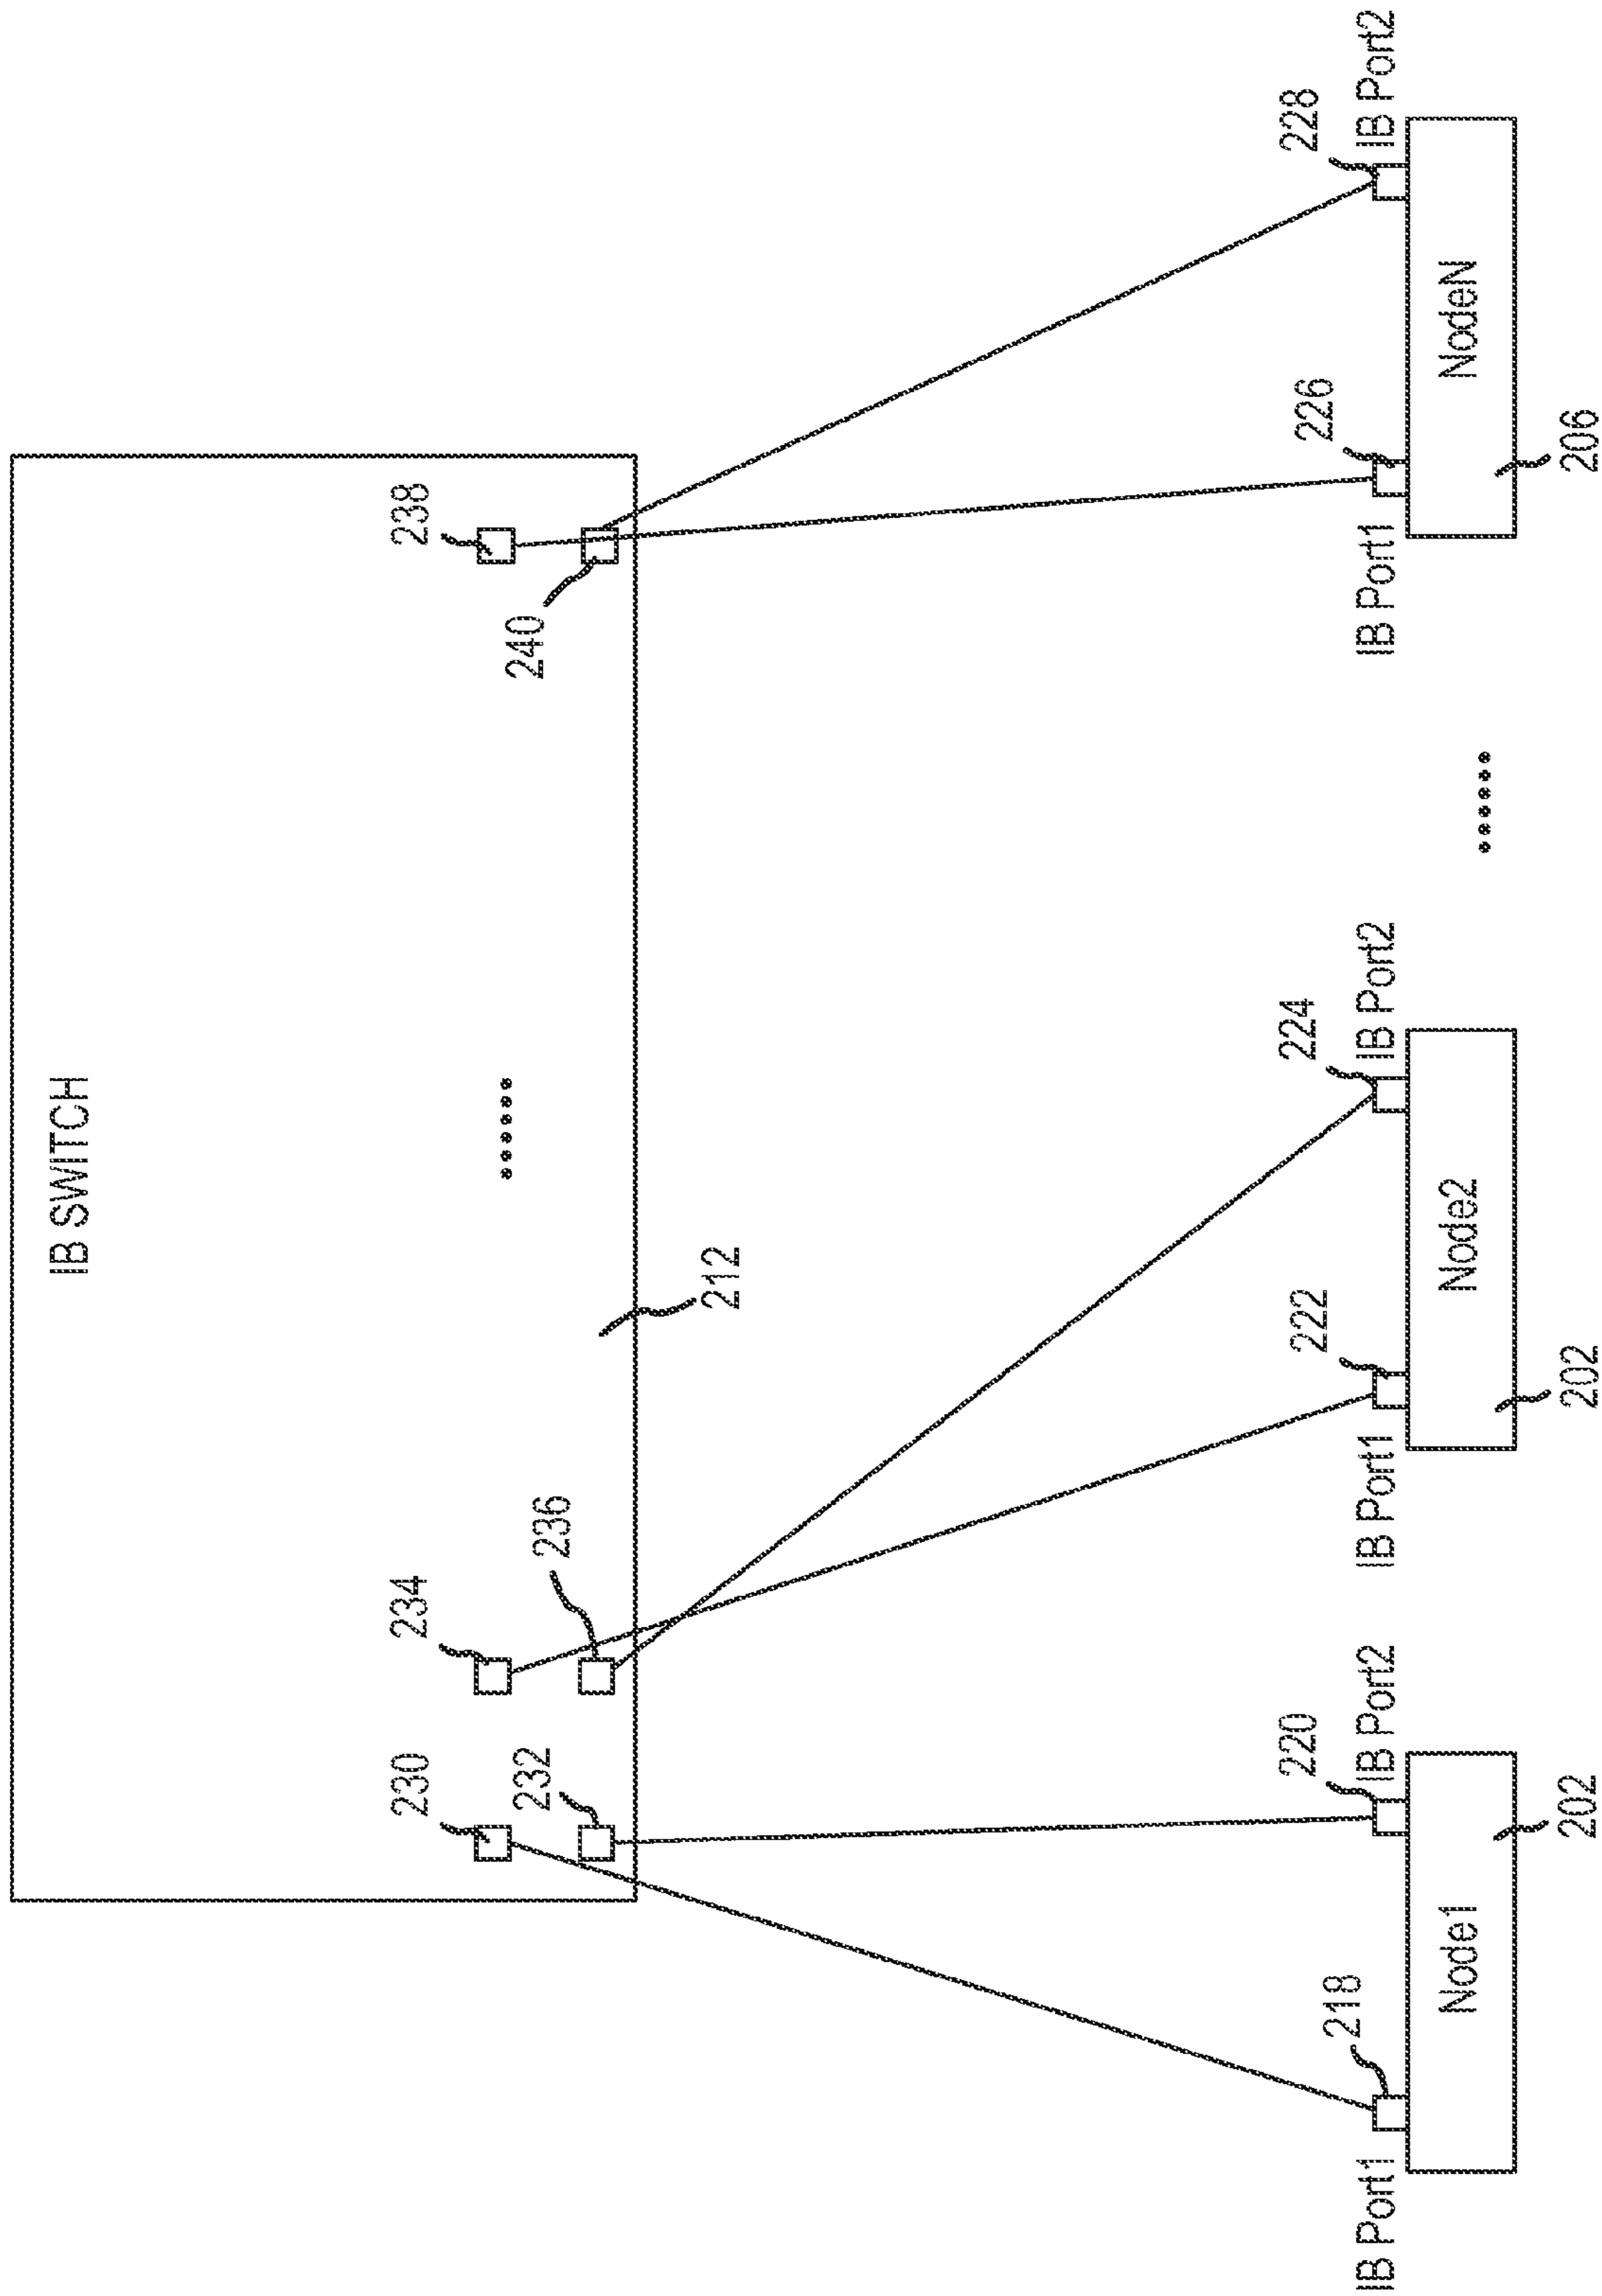 IB SWITCH
230
234
238
232
236
240
212
......
218
220
222
224
226
228
IB Port1
IB Port2
IB Port1
IB Port2
IB Port1
IB Port2
Node1
Node2
......
NodeN
202
202
206